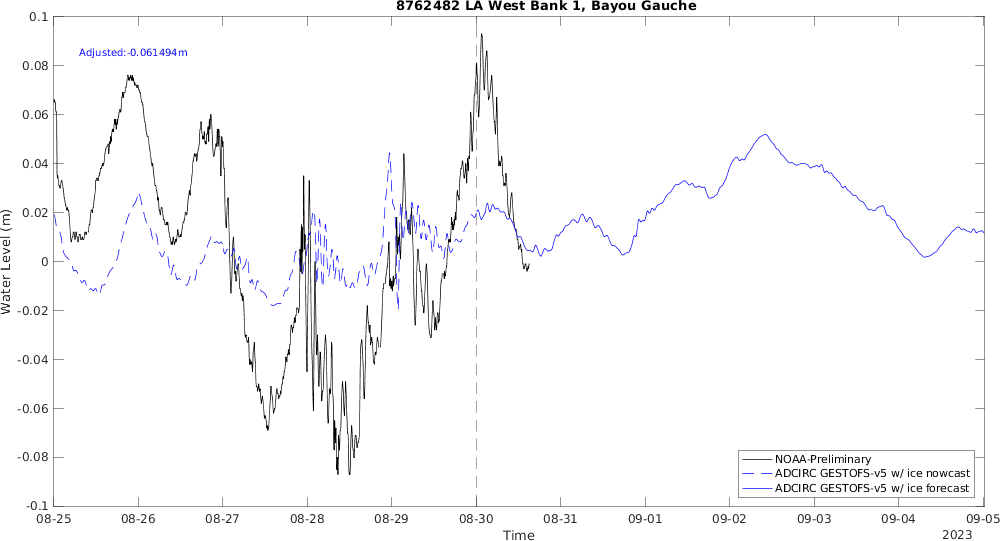 8762482 LA West Bank 1, Bayou Gauche
Adjusted:-0.061494m
Water Level (m)
0.1
0.08
0.06
0.04
0.02
0
-0.02
-0.04
-0.06
-0.08
-0.1
NOAA-Preliminary
ADCIRC GESTOFS-v5 w/ ice nowcast
ADCIRC GESTOFS-v5 w/ ice forecast
08-25 08-26 08-27 08-28 08-29 08-30 08-31 09-01 09-02 09-03 09-04 09-05
Time
2023